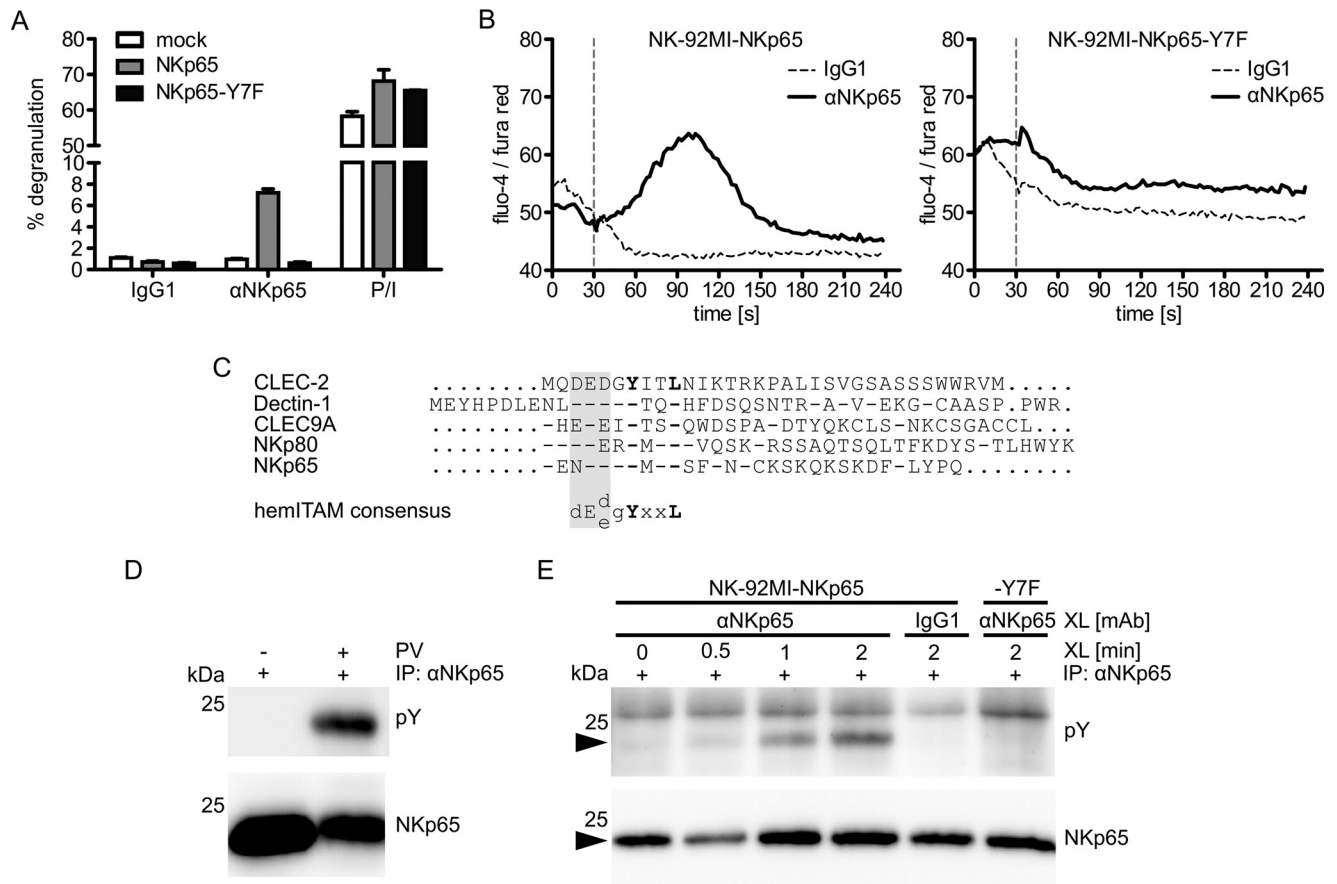 A
80
70
60
50
12
10
8
6
4
2
0
% degranulation
mock
NKp65
NKp65-Y7F
IgG1
αNKp65
P/I
B
NK-92MI-NKp65
IgG1
αNKp65
80
70
60
50
40
fluo-4 / fura red
0 30 60 90 120 150 180 210 240
time [s]
NK-92MI-NKp65-Y7F
IgG1
αNKp65
80
70
60
50
40
fluo-4 / fura red
0 30 60 90 120 150 180 210 240
time [s]
C
CLEC-2 ........MQDEDGYITLNIKTRKPALISVGSASSSWWRVM.....
Dectin-1 MEYHPDLENL-----TQ-HFDSQSNTR-A-V-EKG-CAASP.PWR.
CLEC9A ........-HE-EI-TS-QWDSPA-DTYQKCLS-NKCSGACCL....
NKp80 ........----ER-M---VQSK-RSSAQTSQLTFKDYS-TLHWYK
NKp65 ........-EN----M--SF-N-CKSKQKSKDF-LYPQ........
hemITAM consensus dEd/egYxxL
D
- + PV
kDa + + IP: αNKp65
25
pY
25
NKp65
E
NK-92MI-NKp65 -Y7F
αNKp65 IgG1 αNKp65 XL [mAb]
0 0.5 1 2 2 2 XL [min]
kDa + + + + + + IP: αNKp65
25
pY
25
NKp65